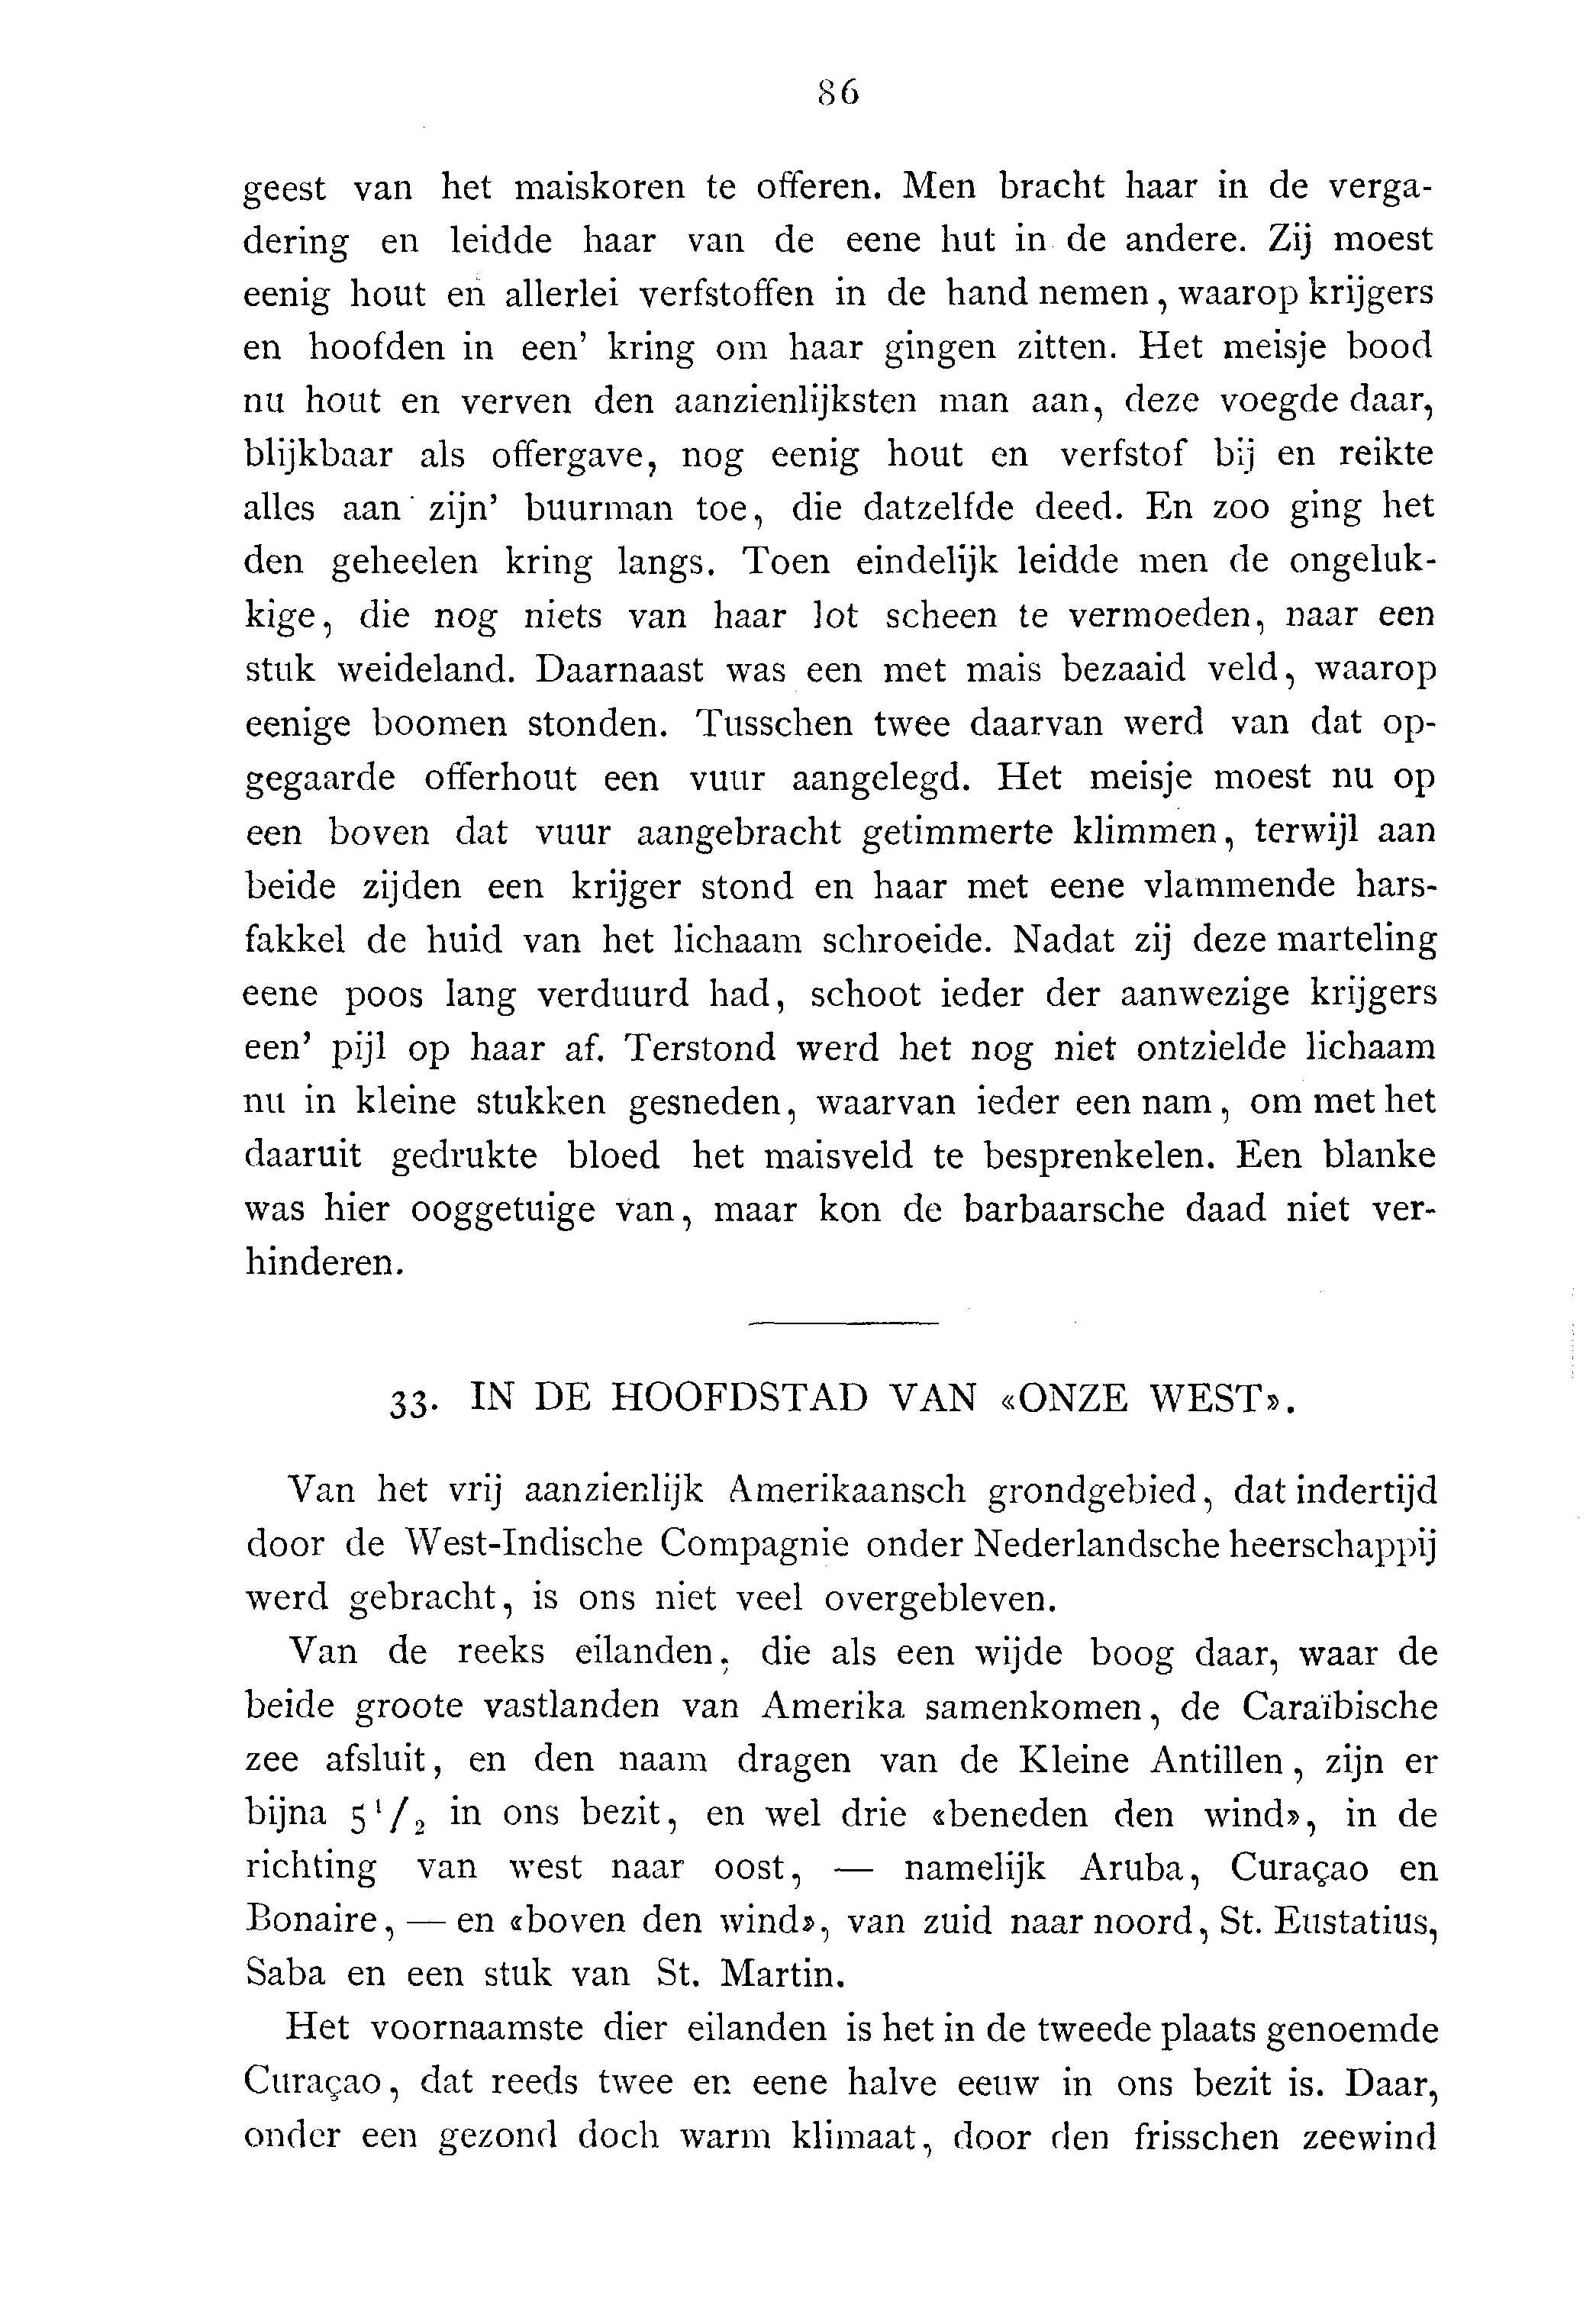 86
geest van het maiskoren te offeren. Men bracht haar in de verga-
dering en leidde haar van de eene hut in de andere. Zij moest
eenig hout en allerlei verfstoffen in de hand nemen, waarop krijgers
en hoofden in een' kring om haar gingen zitten. Het meisje bood
nu hout en verven den aanzienlijksten man aan, deze voegde daar,
blijkbaar als offergave, nog eenig hout en verfstof bij en reikte
alles aan zijn' buurman toe, die datzelfde deed. En zoo ging het
den geheelen kring langs. Toen eindelijk leidde men de ongeluk-
kige, die nog niets van haar lot scheen te vermoeden, naar een
stuk weideland. Daarnaast was een met mais bezaaid veld, waarop
eenige boomen stonden. Tusschen twee daarvan werd van dat op-
gegaarde offerhout een vuur aangelegd. Het meisje moest nu op
een boven dat vuur aangebracht getimmerte klimmen, terwijl aan
beide zijden een krijger stond en haar met eene vlammende hars-
fakkel de huid van het lichaam schroeide. Nadat zij deze marteling
eene poos lang verduurd had, schoot ieder der aanwezige krijgers
een' pijl op haar af. Terstond werd het nog niet ontzielde lichaam
nu in kleine stukken gesneden, waarvan ieder een nam, om met het
daaruit gedrukte bloed het maisveld te besprenkelen. Een blanke
was hier ooggetuige van, maar kon de barbaarsche daad niet ver-
hinderen.
33. IN DE HOOFDSTAD VAN «ONZE WEST».
Van het vrij aanzienlijk Amerikaansch grondgebied, dat indertijd
door de West-Indische Compagnie onder Nederlandsche heerschappij
werd gebracht, is ons niet veel overgebleven.
Van de reeks eilanden, die als een wijde boog daar, waar de
beide groote vastlanden van Amerika samenkomen, de Caraïbische
zee afsluit, en den naam dragen van de Kleine Antillen, zijn er
bijna 5 1/2 in ons bezit, en wel drie «beneden den wind», in de
richting van west naar oost, — namelijk Aruba, Curaçao en
Bonaire, — en «boven den wind», van zuid naar noord, St. Eustatius,
Saba en een stuk van St. Martin.
Het voornaamste dier eilanden is het in de tweede plaats genoemde
Curaçao, dat reeds twee en eene halve eeuw in ons bezit is. Daar,
onder een gezond doch warm klimaat, door den frisschen zeewind